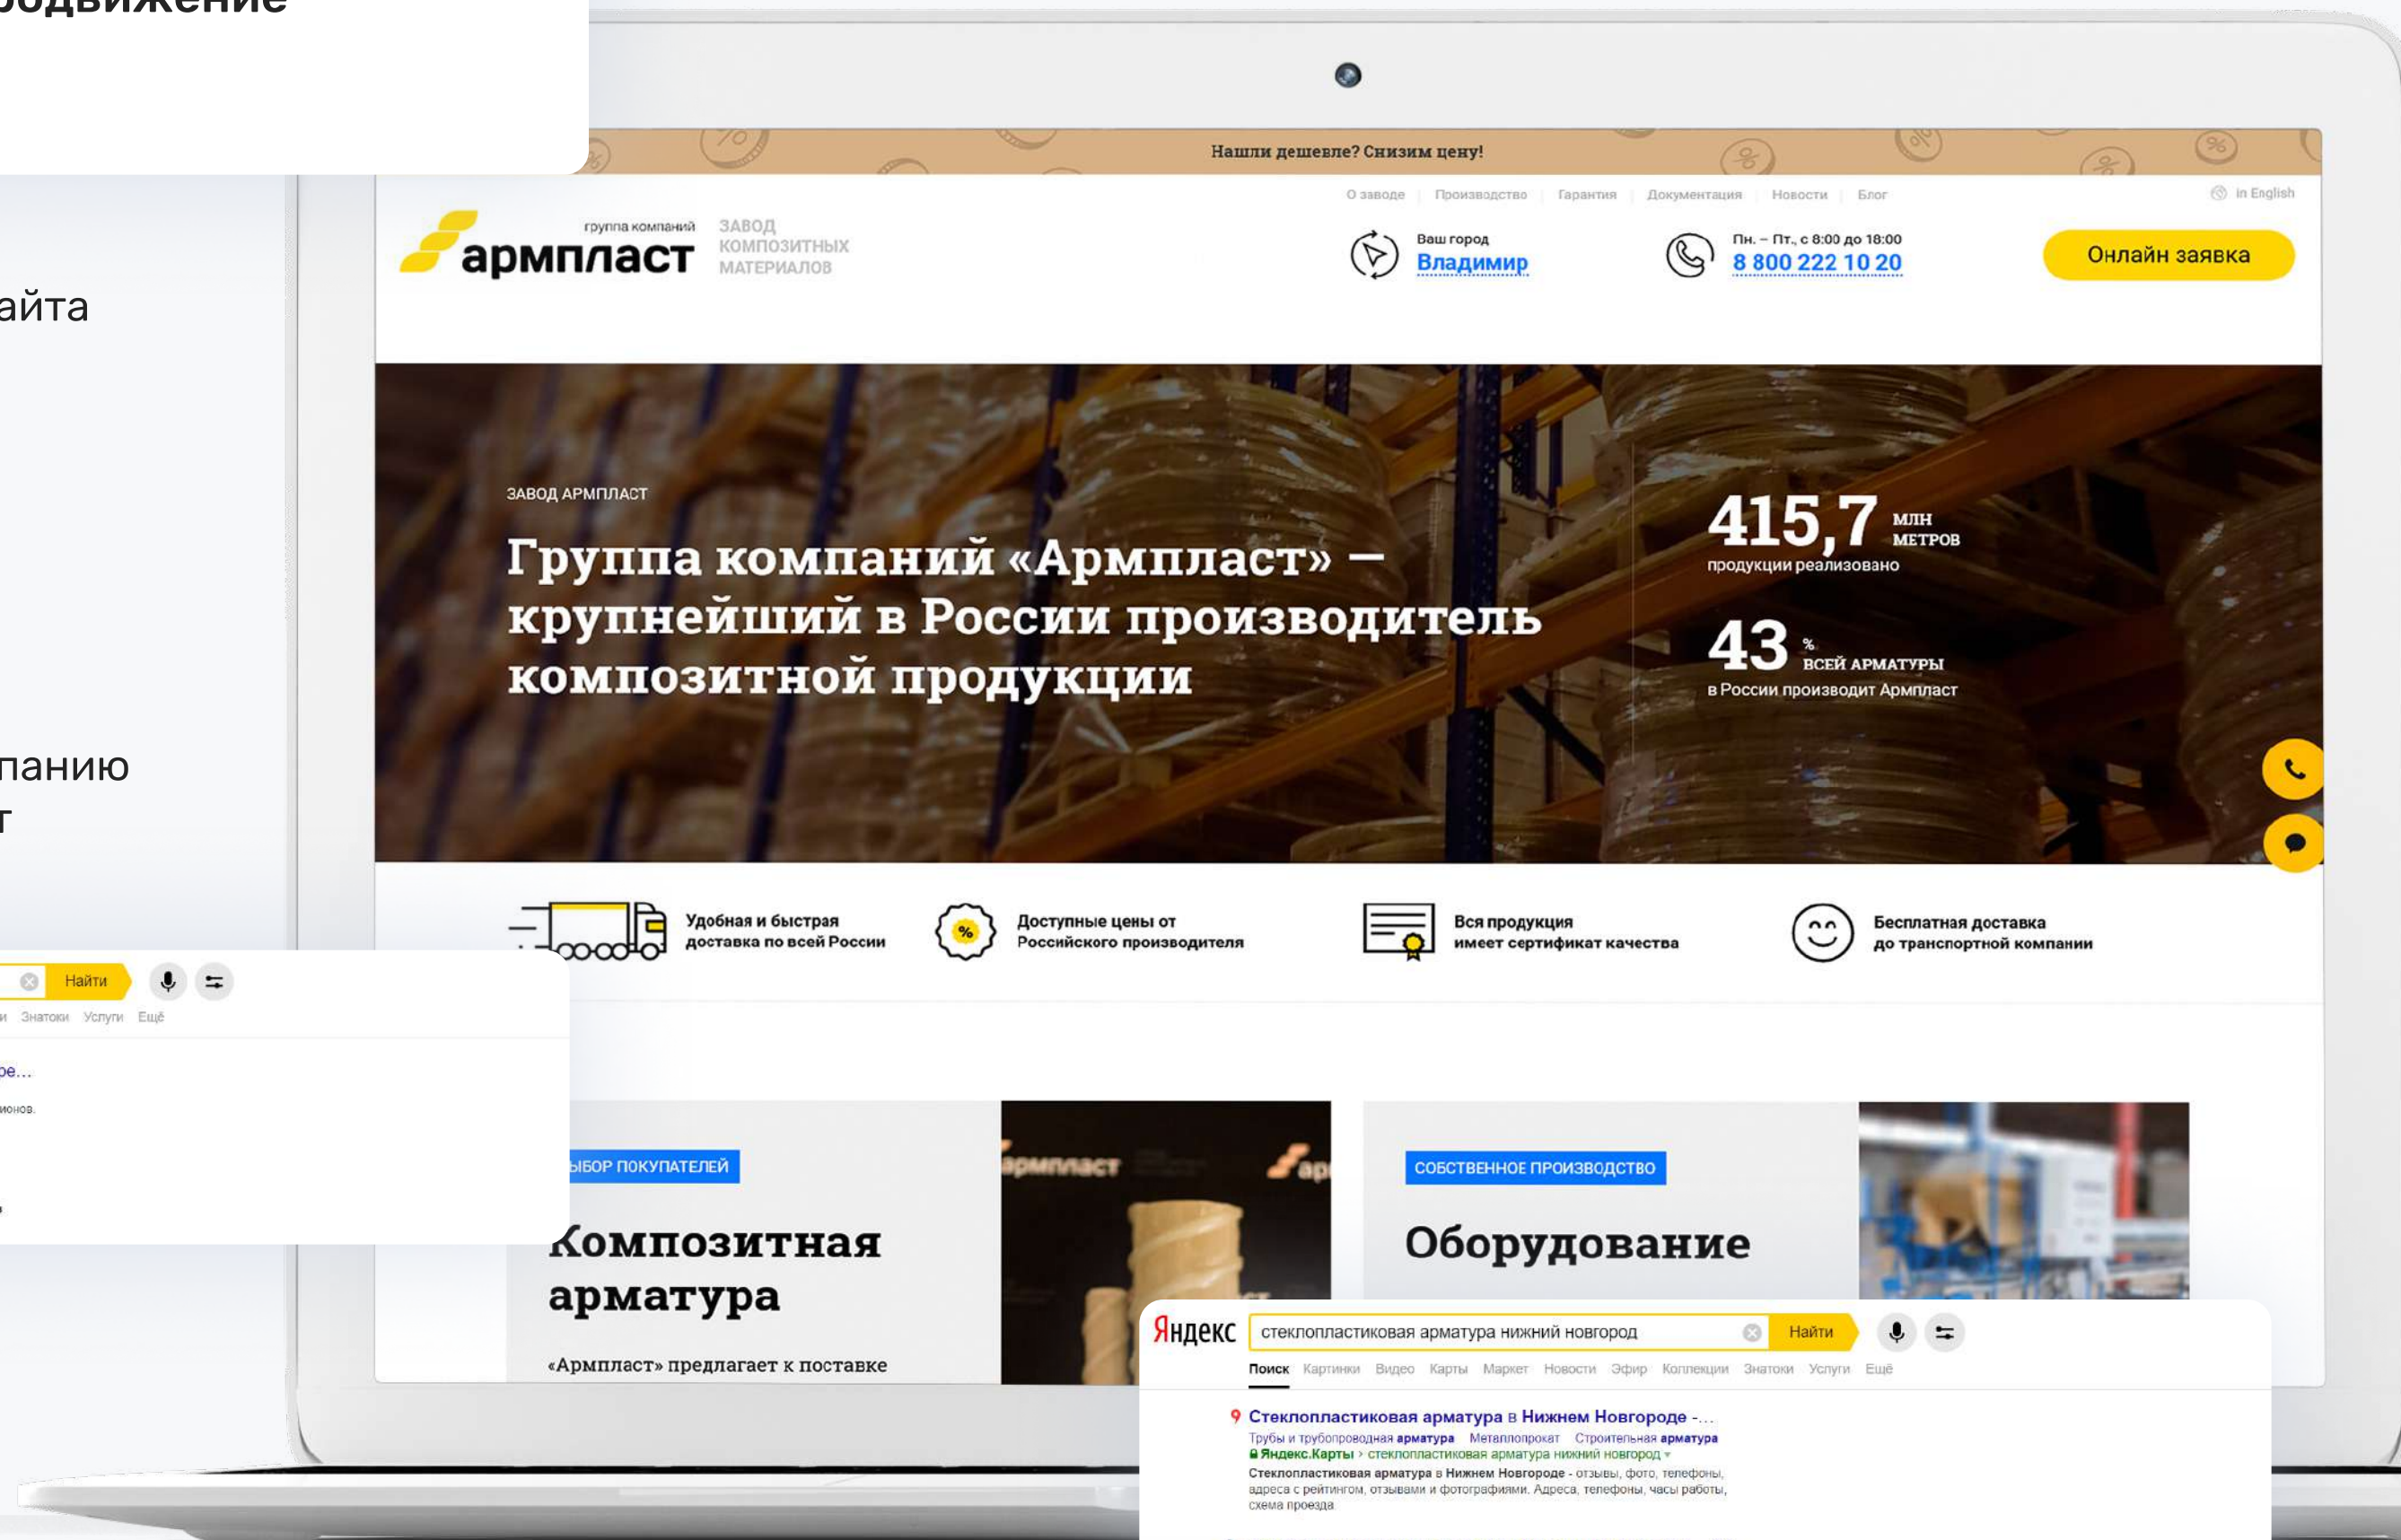 родвижение
айта
панию
т
Нашли дешевле? Снизим цену!
О заводе Производство Гарантия Документация Новости Блог
in English
группа компаний
армпласт
ЗАВОД
КОМПОЗИТНЫХ
МАТЕРИАЛОВ
Ваш город
Владимир
Пн. – Пт., с 8:00 до 18:00
8 800 222 10 20
Онлайн заявка
ЗАВОД АРМПЛАСТ
Группа компаний «Армпласт» —
крупнейший в России производитель
композитной продукции
415,7 МЛН
МЕТРОВ
продукции реализовано
43 %
ВСЕЙ АРМАТУРЫ
в России производит Армпласт
Удобная и быстрая
доставка по всей России
%
Доступные цены от
Российского производителя
Вся продукция
имеет сертификат качества
Бесплатная доставка
до транспортной компании
Найти
и Знатоки Услуги Ещё
ре...
ионов.
ЫБОР ПОКУПАТЕЛЕЙ
Композитная
арматура
«Армпласт» предлагает к поставке
армпласт
СОБСТВЕННОЕ ПРОИЗВОДСТВО
Оборудование
Яндекс
стеклопластиковая арматура нижний новгород
Найти
Поиск Картинки Видео Карты Маркет Новости Эфир Коллекции Знатоки Услуги Ещё
Стеклопластиковая арматура в Нижнем Новгороде -...
Трубы и трубопроводная арматура Металлопрокат Строительная арматура
Яндекс.Карты › стеклопластиковая арматура нижний новгород
Стеклопластиковая арматура в Нижнем Новгороде - отзывы, фото, телефоны,
адреса с рейтингом, отзывами и фотографиями. Адреса, телефоны, часы работы,
схема проезда.